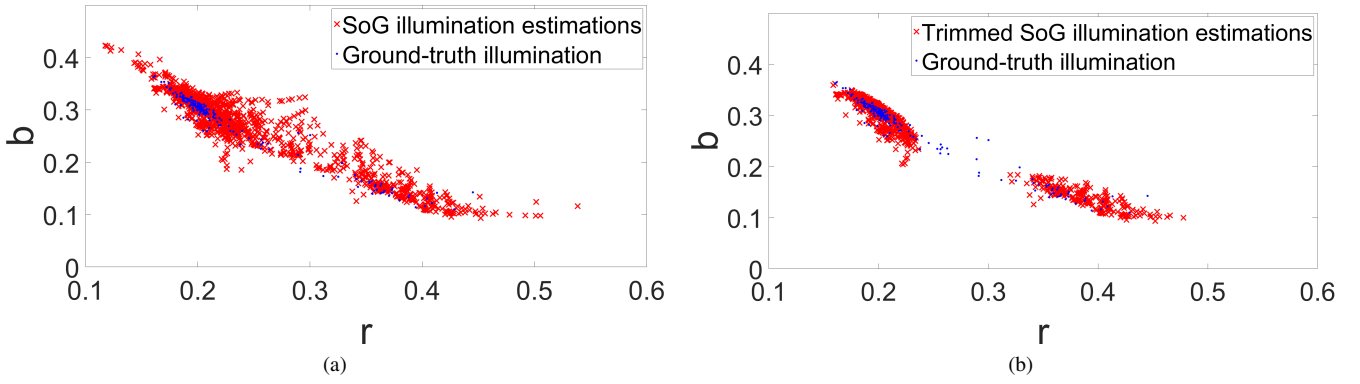 SoG illumination estimations
Ground-truth illumination
0.4
0.3
0.2
0.1
0
b
0.1 0.2 0.3 0.4 0.5 0.6
r
(a)
Trimmed SoG illumination estimations
Ground-truth illumination
0.4
0.3
0.2
0.1
0
b
0.1 0.2 0.3 0.4 0.5 0.6
r
(b)